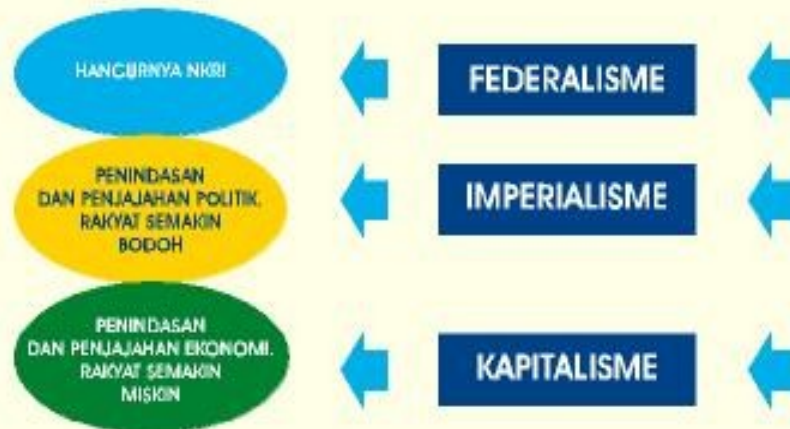 HANCURNYA NKRI
FEDERALISME
PENINDASAN
DAN PENJAJAHAN POLITIK.
RAKYAT SEMAKIN
BODOH
IMPERIALISME
PENINDASAN
DAN PENJAJAHAN EKONOMI.
RAKYAT SEMAKIN
MISKIN
KAPITALISME